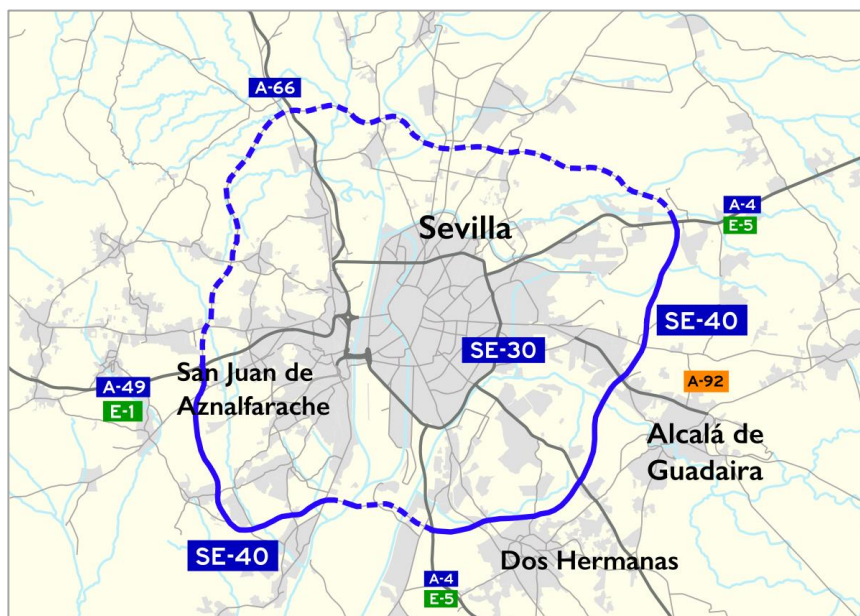 A-66
A-4
E-5
Sevilla
SE-40
SE-30
San Juan de
Aznalfarache
A-49
E-1
A-92
Alcalá de
Guadaira
SE-40
Dos Hermanas
A-4
E-5